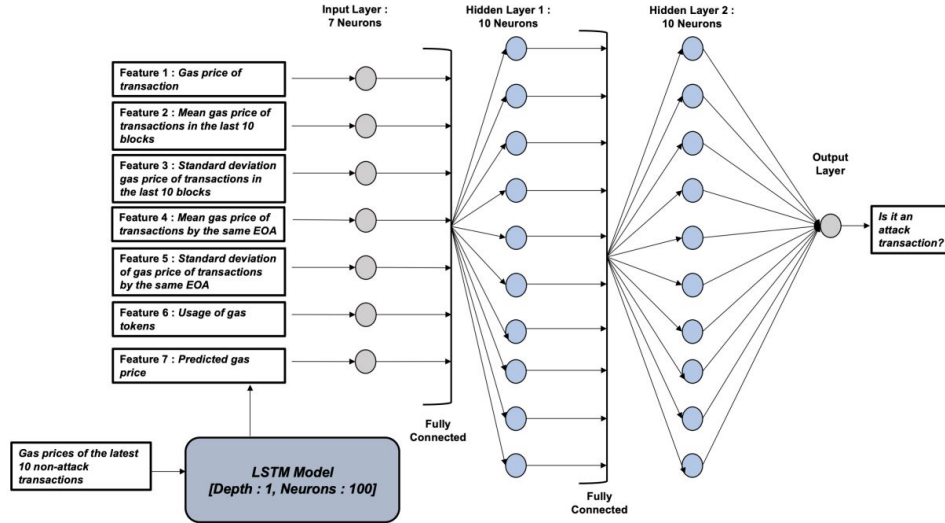 Input Layer :
7 Neurons
Hidden Layer 1 :
10 Neurons
Hidden Layer 2 :
10 Neurons
Feature 1 : Gas price of
transaction
Feature 2 : Mean gas price of
transactions in the last 10
blocks
Feature 3 : Standard deviation
gas price of transactions in
the last 10 blocks
Feature 4 : Mean gas price of
transactions by the same EOA
Feature 5 : Standard deviation
of gas price of transactions
by the same EOA
Feature 6 : Usage of gas
tokens
Feature 7 : Predicted gas
price
Output
Layer
Is it an
attack
transaction?
Fully
Connected
Gas prices of the latest
10 non-attack
transactions
LSTM Model
[Depth : 1, Neurons : 100]
Fully
Connected